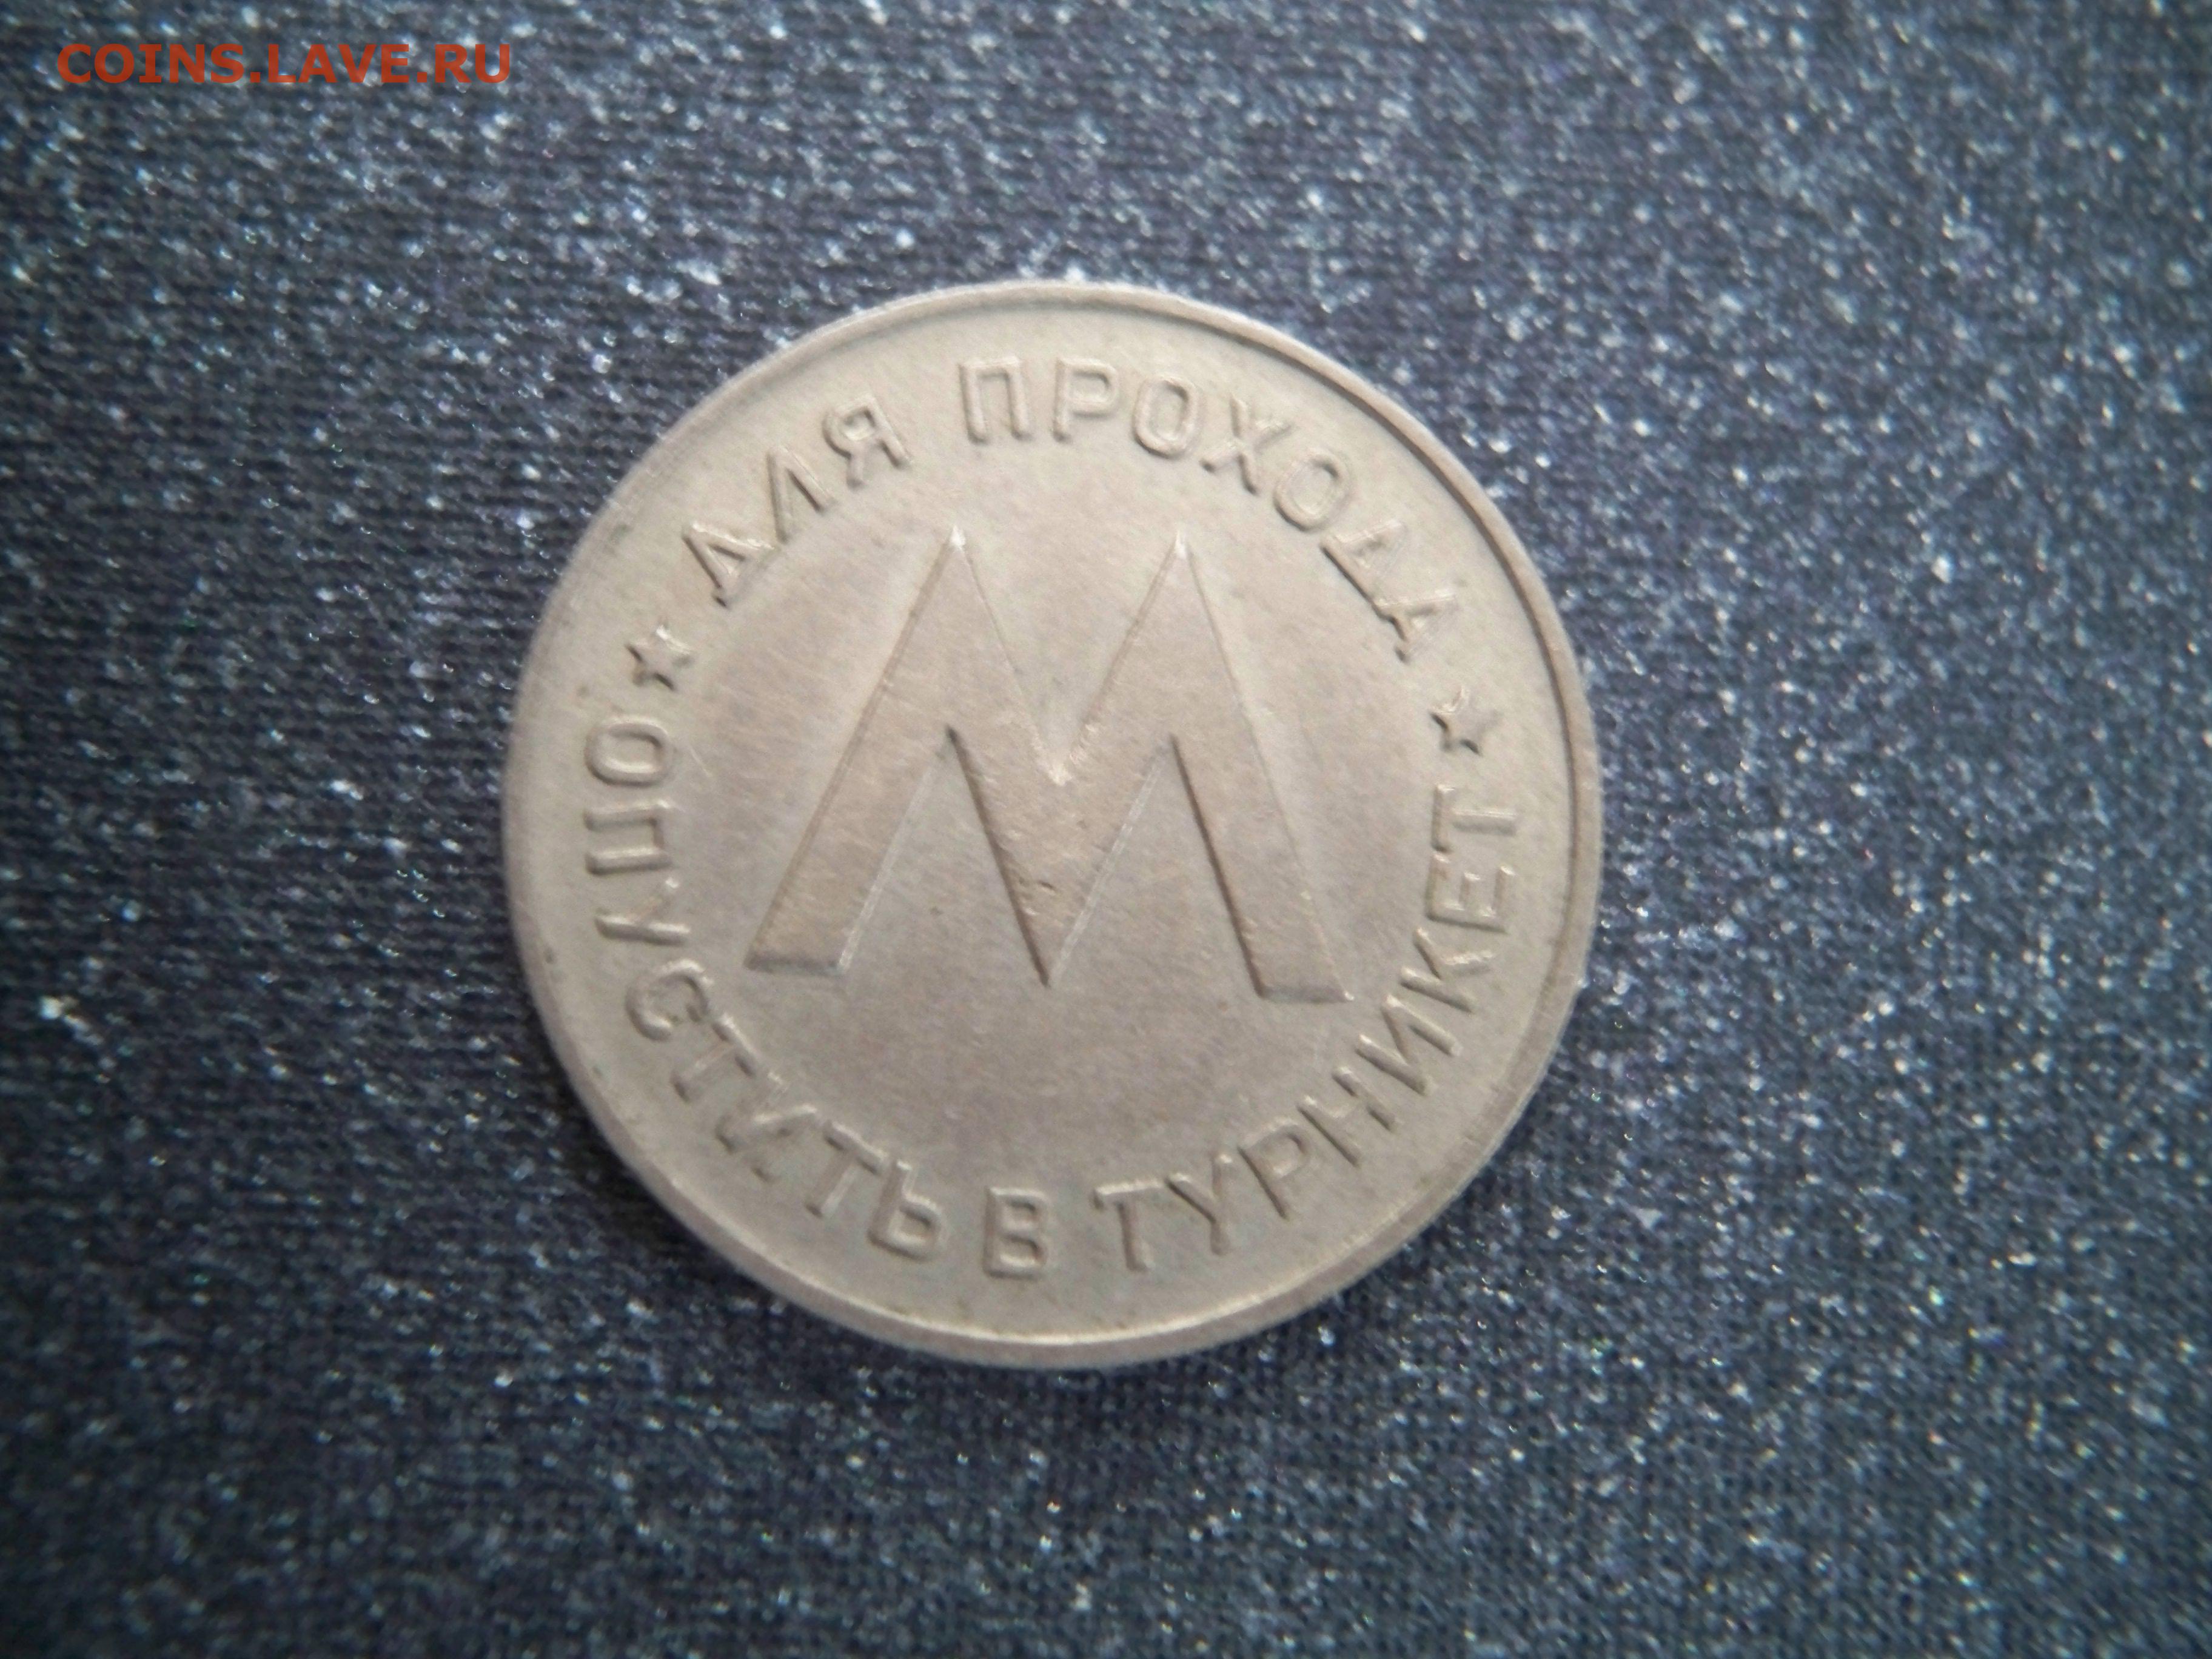 COINS.LAVE.RU
★ ДЛЯ ПРОХОДА ★
М
ОПУСТИТЬ В ТУРНИКЕТ